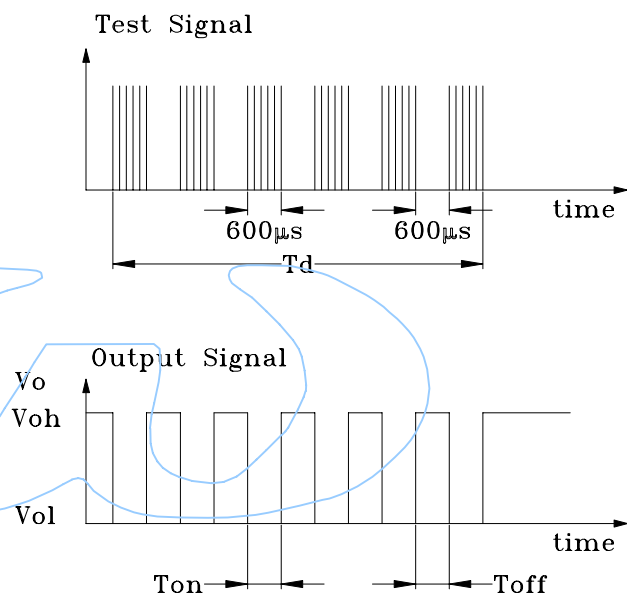 Test Signal
time
600μs
600μs
Td
Output Signal
Vo
Voh
Vol
time
Ton
Toff